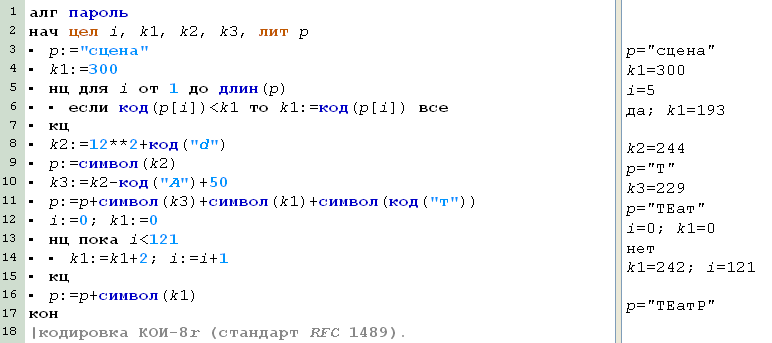 1 алг пароль
2 нач цел i, k1, k2, k3, лит p
3 p:="сцена" p="сцена"
4 k1:=300 k1=300
5 нц для i от 1 до длин(p) i=5
6 если код(p[i])<k1 то k1:=код(p[i]) все да; k1=193
7 кц
8 k2:=12**2+код("d") k2=244
9 p:=символ(k2) p="Т"
10 k3:=k2-код("A")+50 k3=229
11 p:=p+символ(k3)+символ(k1)+символ(код("т")) p="ТЕат"
12 i:=0; k1:=0 i=0; k1=0
13 нц пока i<121 нет
14 k1:=k1+2; i:=i+1 k1=242; i=121
15 кц
16 p:=p+символ(k1) p="ТЕатР"
17 кон
18 |кодировка КОИ-8r (стандарт RFC 1489).